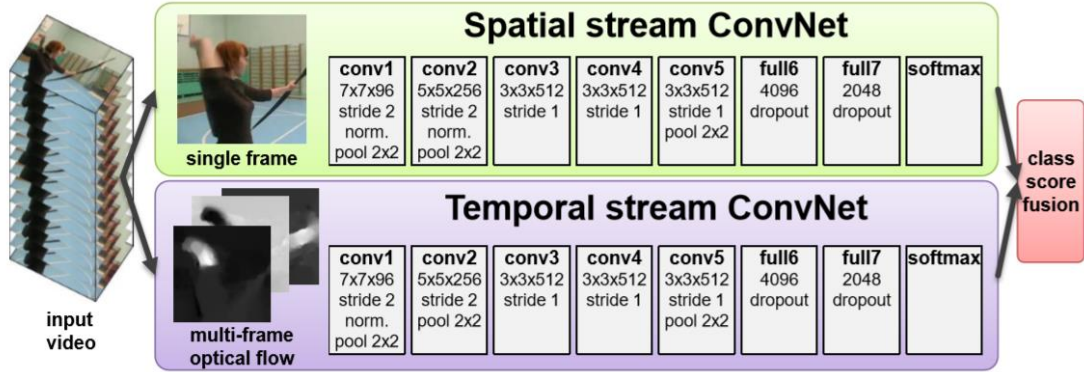 Spatial stream ConvNet
single frame
conv1
7x7x96
stride 2
norm.
pool 2x2
conv2
5x5x256
stride 2
norm.
pool 2x2
conv3
3x3x512
stride 1
conv4
3x3x512
stride 1
conv5
3x3x512
stride 1
pool 2x2
full6
4096
dropout
full7
2048
dropout
softmax
Temporal stream ConvNet
multi-frame
optical flow
conv1
7x7x96
stride 2
norm.
pool 2x2
conv2
5x5x256
stride 2
pool 2x2
conv3
3x3x512
stride 1
conv4
3x3x512
stride 1
conv5
3x3x512
stride 1
pool 2x2
full6
4096
dropout
full7
2048
dropout
softmax
input
video
class
score
fusion